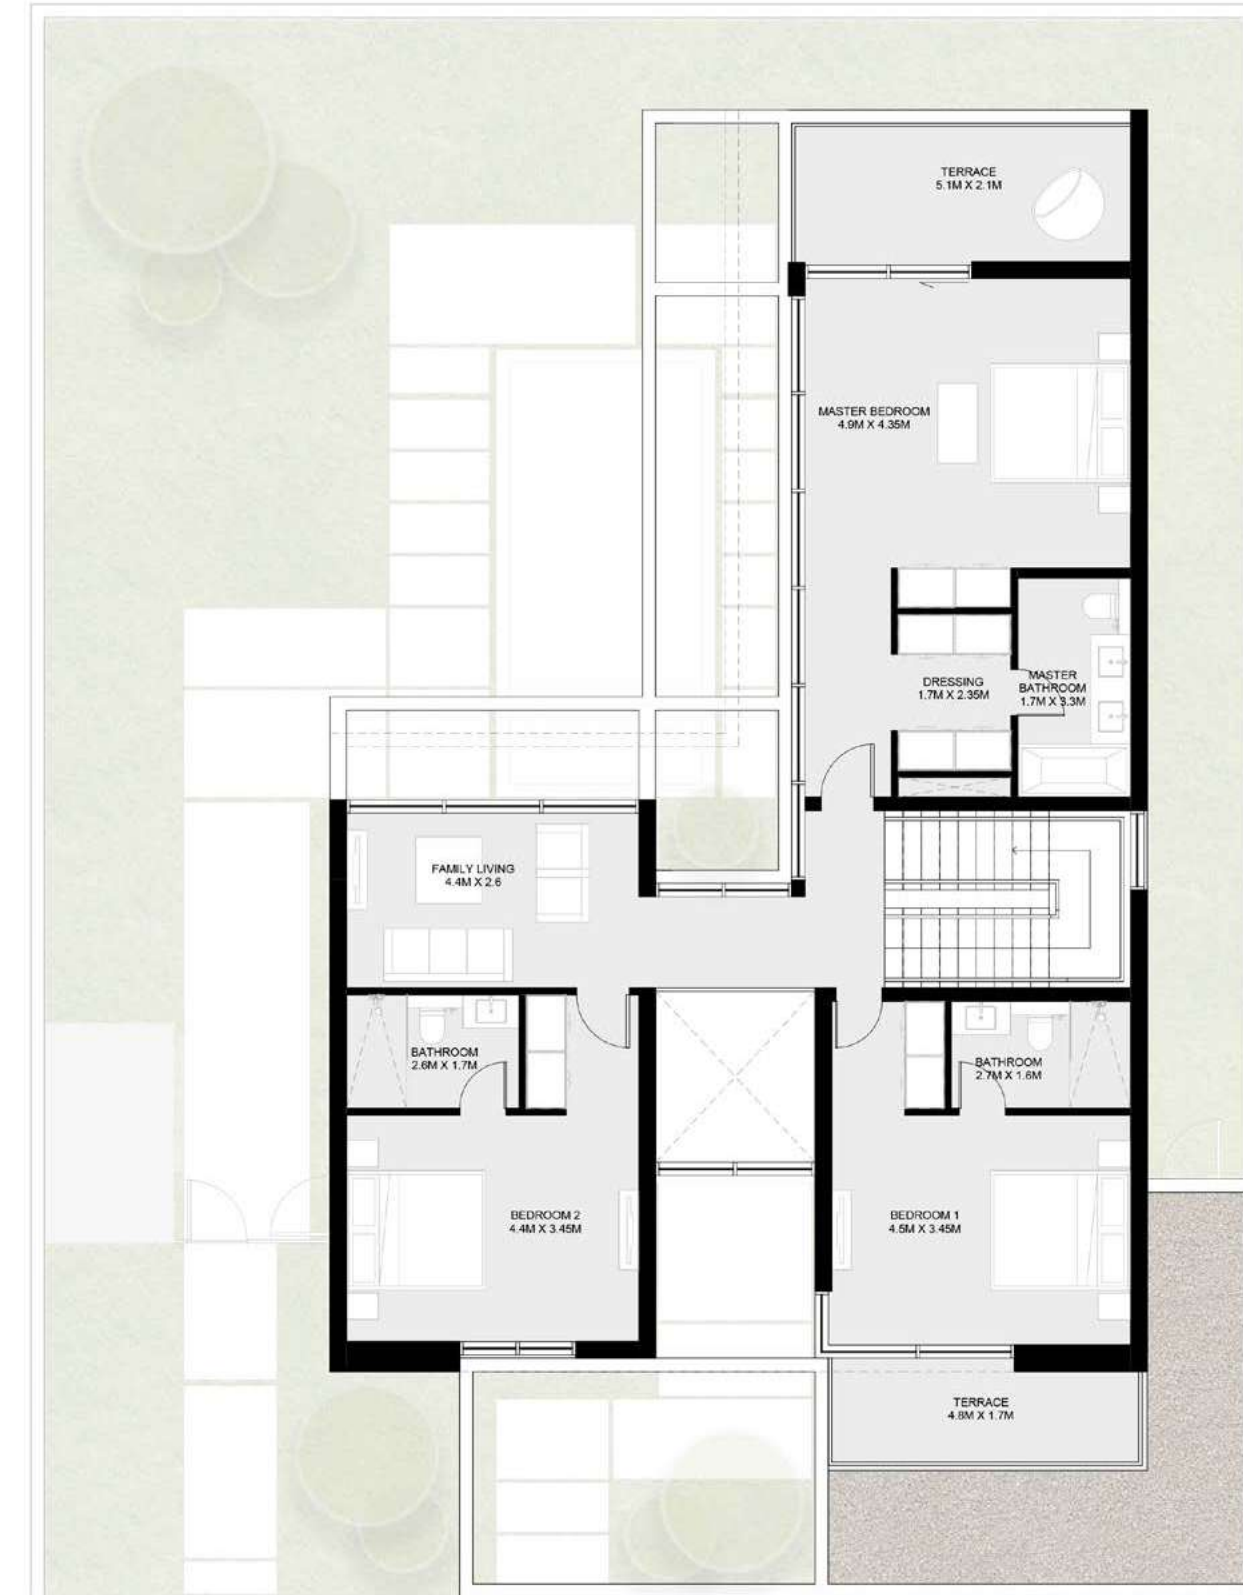 TERRACE
5.1M X 2.1M
MASTER BEDROOM
4.9M X 4.35M
DRESSING
1.7M X 2.35M
MASTER
BATHROOM
1.7M X 3.3M
FAMILY LIVING
4.4M X 2.6
BATHROOM
2.6M X 1.7M
BATHROOM
2.7M X 1.6M
BEDROOM 2
4.4M X 3.45M
BEDROOM 1
4.5M X 3.45M
TERRACE
4.8M X 1.7M